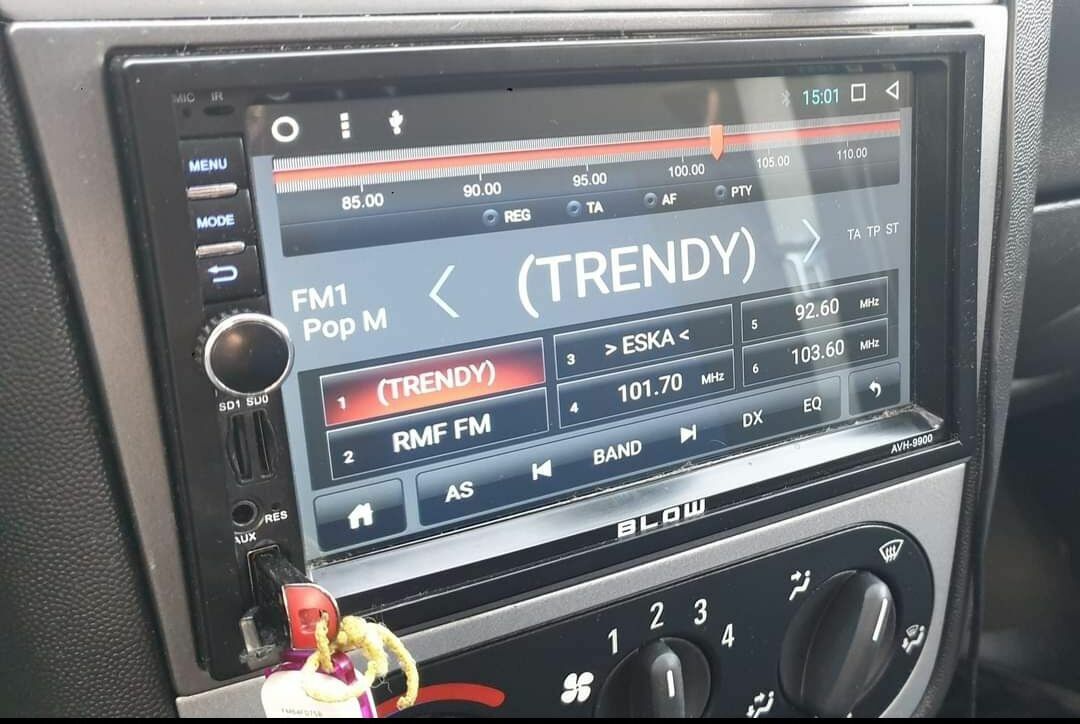 MIC IR
MENU
MODE
15:01
85.00 90.00 95.00 100.00 105.00 110.00
REG TA AF PTY
FM1
Pop M
(TRENDY)
TA TP ST
1 (TRENDY)
2 RMF FM
3 > ESKA <
4 101.70 MHz
5 92.60 MHz
6 103.60 MHz
AS BAND DX EQ
SD1 SD0
RES
AUX
AVH-9900
BLOW
1 2 3 4